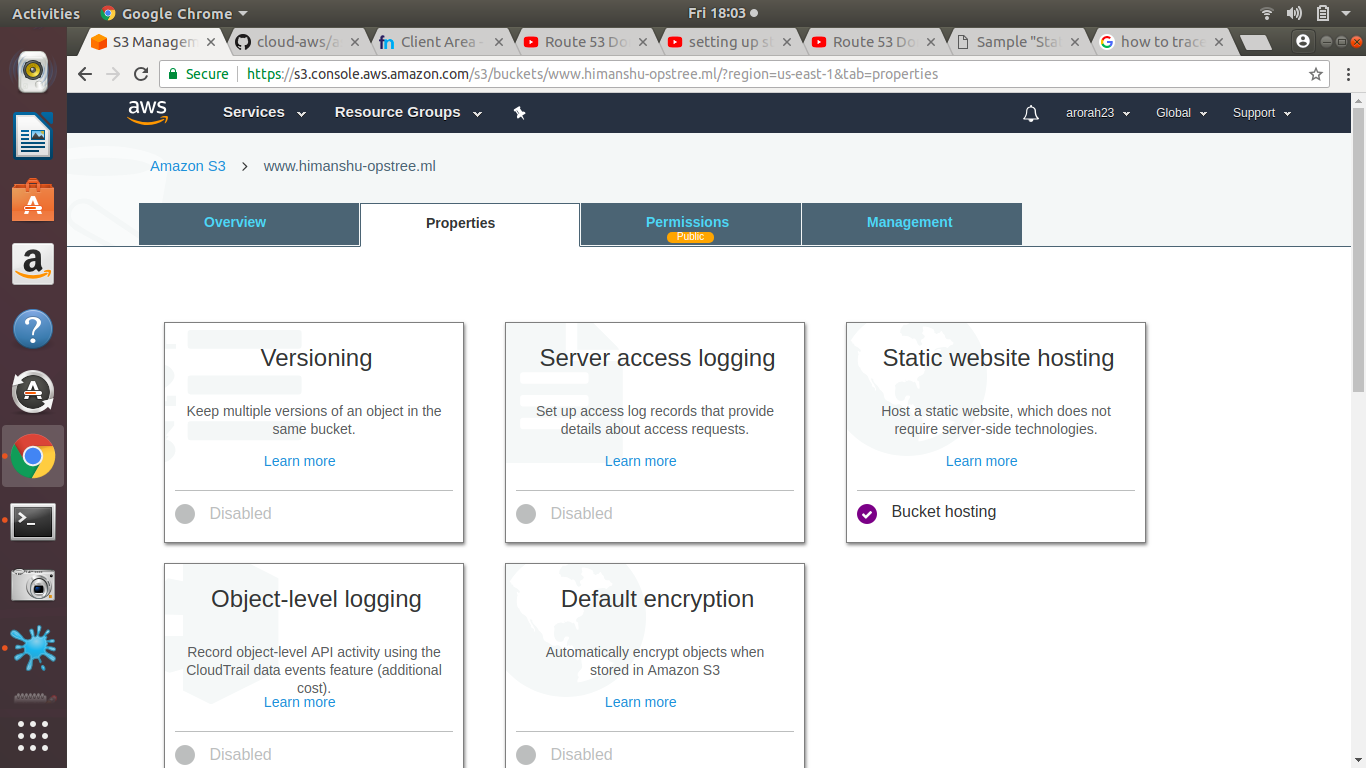 Activities
Google Chrome
Fri 18:03
S3 Managem
cloud-aws/a
Client Area -
Route 53 Do
setting up s
Route 53 Do
Sample "Sta
how to trace
Secure
https://s3.console.aws.amazon.com/s3/buckets/www.himanshu-opstree.ml/?region=us-east-1&tab=properties
aws
Services
Resource Groups
arorah23
Global
Support
Amazon S3
www.himanshu-opstree.ml
Overview
Properties
Permissions
Public
Management
Versioning
Keep multiple versions of an object in the
same bucket.
Learn more
Disabled
Server access logging
Set up access log records that provide
details about access requests.
Learn more
Disabled
Static website hosting
Host a static website, which does not
require server-side technologies.
Learn more
Bucket hosting
Object-level logging
Record object-level API activity using the
CloudTrail data events feature (additional
cost).
Learn more
Disabled
Default encryption
Automatically encrypt objects when
stored in Amazon S3
Learn more
Disabled